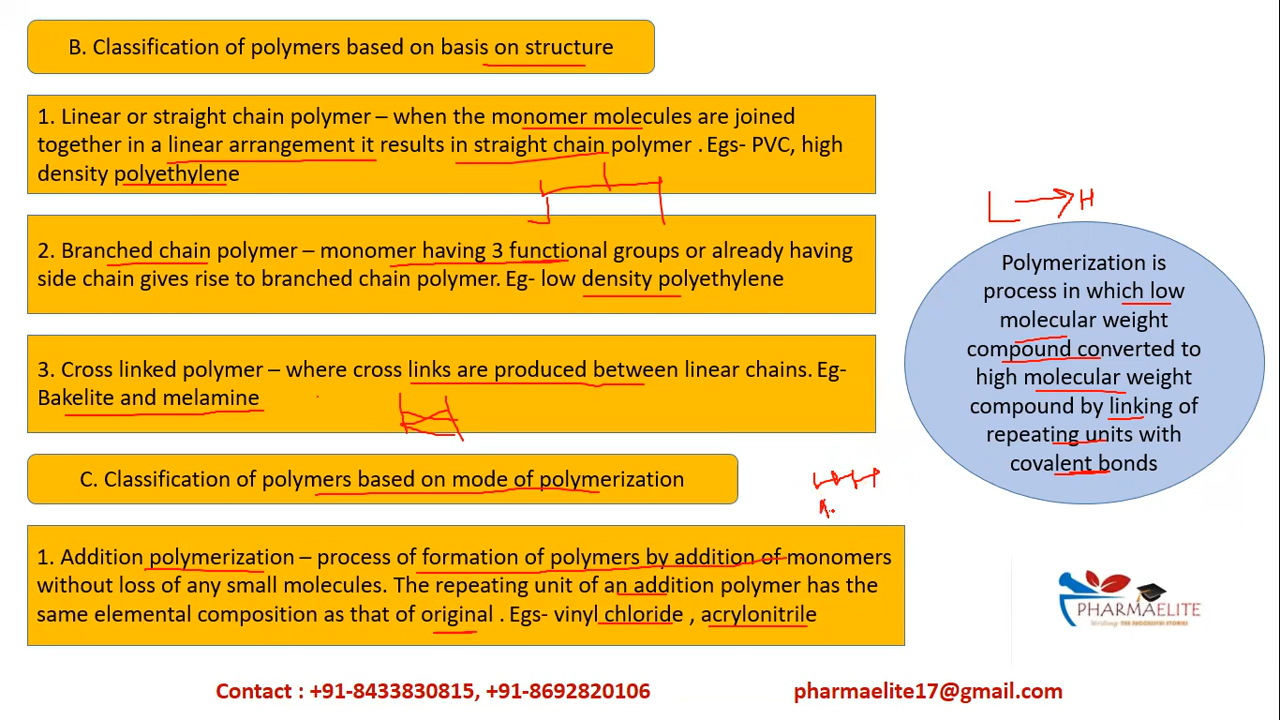 B. Classification of polymers based on basis on structure
1. Linear or straight chain polymer – when the monomer molecules are joined
together in a linear arrangement it results in straight chain polymer . Egs- PVC, high
density polyethylene
2. Branched chain polymer – monomer having 3 functional groups or already having
side chain gives rise to branched chain polymer. Eg- low density polyethylene
3. Cross linked polymer – where cross links are produced between linear chains. Eg-
Bakelite and melamine
C. Classification of polymers based on mode of polymerization
1. Addition polymerization – process of formation of polymers by addition of monomers
without loss of any small molecules. The repeating unit of an addition polymer has the
same elemental composition as that of original . Egs- vinyl chloride , acrylonitrile
L → H
Polymerization is
process in which low
molecular weight
compound converted to
high molecular weight
compound by linking of
repeating units with
covalent bonds
PHARMAELITE
Writing THE SUCCESSFUL STORIES
Contact : +91-8433830815, +91-8692820106
pharmaelite17@gmail.com